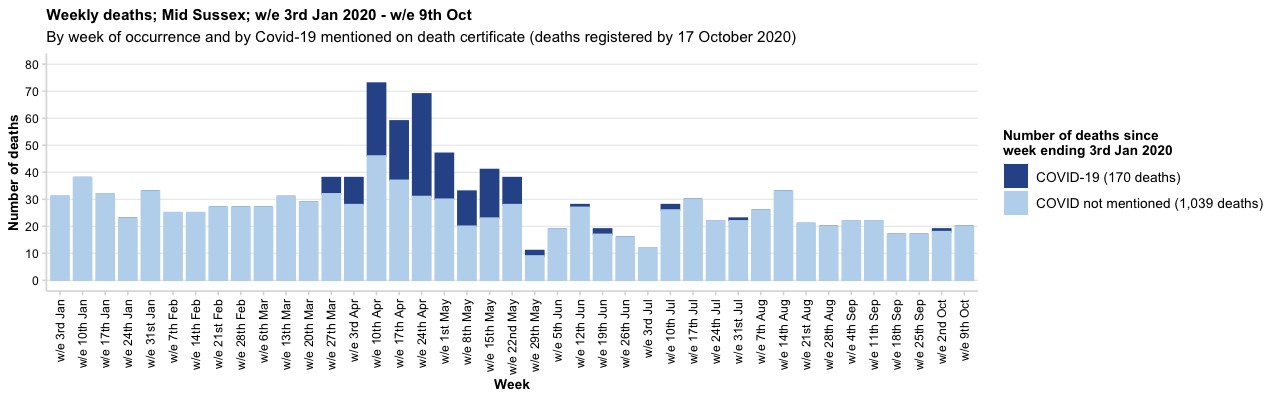 Weekly deaths; Mid Sussex; w/e 3rd Jan 2020 - w/e 9th Oct
By week of occurrence and by Covid-19 mentioned on death certificate (deaths registered by 17 October 2020)
Number of deaths
80
70
60
50
40
30
20
10
0
w/e 3rd Jan
w/e 10th Jan
w/e 17th Jan
w/e 24th Jan
w/e 31st Jan
w/e 7th Feb
w/e 14th Feb
w/e 21st Feb
w/e 28th Feb
w/e 6th Mar
w/e 13th Mar
w/e 20th Mar
w/e 27th Mar
w/e 3rd Apr
w/e 10th Apr
w/e 17th Apr
w/e 24th Apr
w/e 1st May
w/e 8th May
w/e 15th May
w/e 22nd May
w/e 29th May
w/e 5th Jun
w/e 12th Jun
w/e 19th Jun
w/e 26th Jun
w/e 3rd Jul
w/e 10th Jul
w/e 17th Jul
w/e 24th Jul
w/e 31st Jul
w/e 7th Aug
w/e 14th Aug
w/e 21st Aug
w/e 28th Aug
w/e 4th Sep
w/e 11th Sep
w/e 18th Sep
w/e 25th Sep
w/e 2nd Oct
w/e 9th Oct
Week
Number of deaths since
week ending 3rd Jan 2020
COVID-19 (170 deaths)
COVID not mentioned (1,039 deaths)